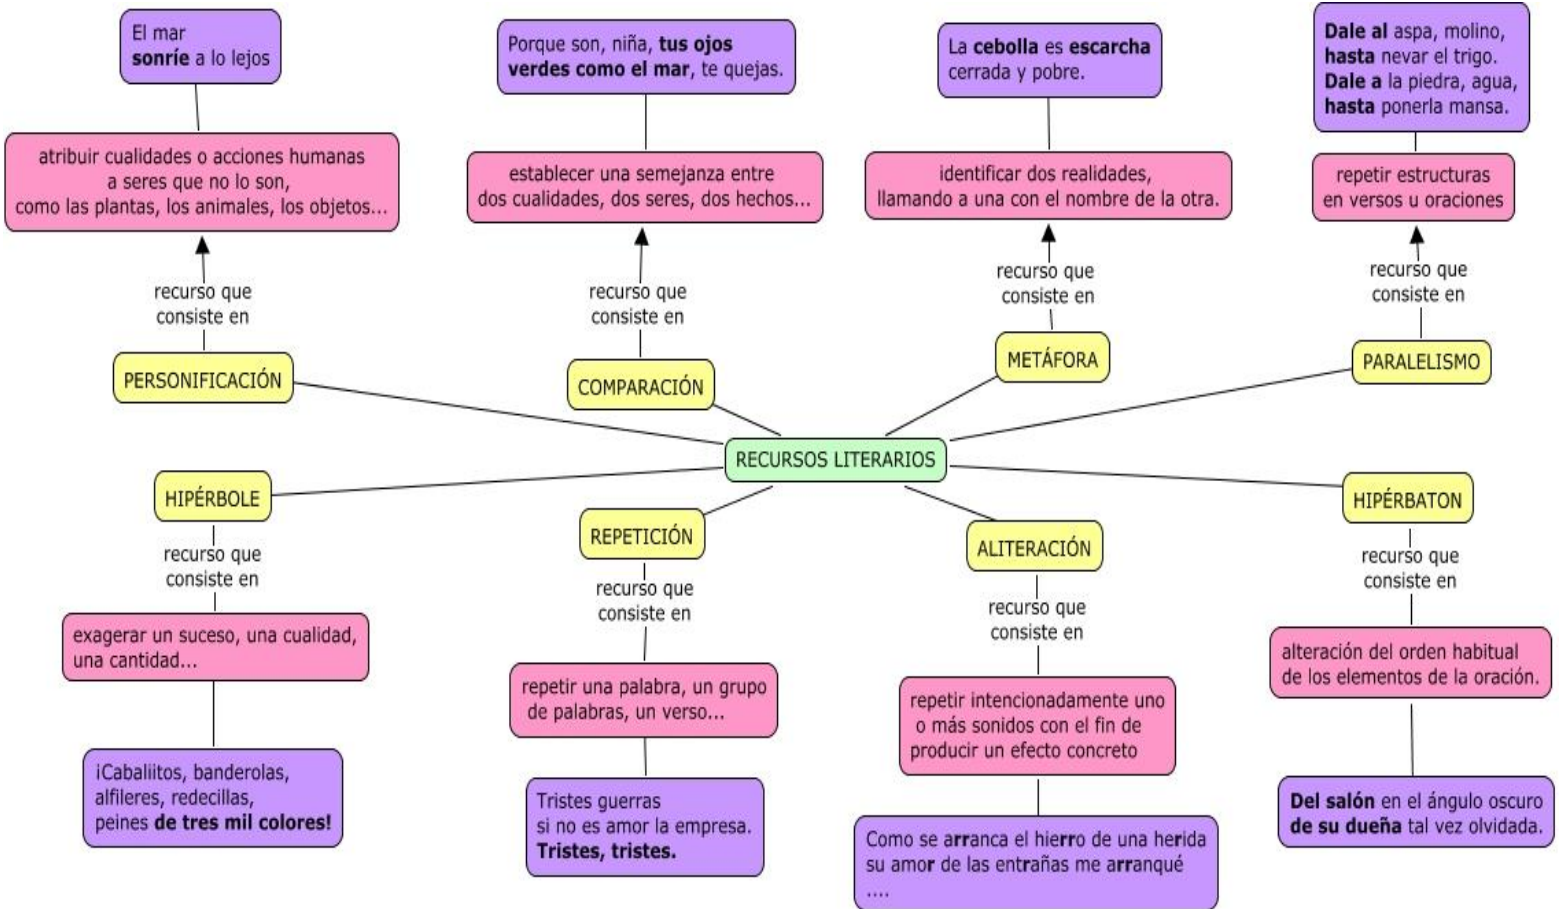 El mar
sonríe a lo lejos
atribuir cualidades o acciones humanas
a seres que no lo son,
como las plantas, los animales, los objetos...
recurso que
consiste en
PERSONIFICACIÓN
Porque son, niña, tus ojos
verdes como el mar, te quejas.
establecer una semejanza entre
dos cualidades, dos seres, dos hechos...
recurso que
consiste en
COMPARACIÓN
La cebolla es escarcha
cerrada y pobre.
identificar dos realidades,
llamando a una con el nombre de la otra.
recurso que
consiste en
METÁFORA
Dale al aspa, molino,
hasta nevar el trigo.
Dale a la piedra, agua,
hasta ponerla mansa.
repetir estructuras
en versos u oraciones
recurso que
consiste en
PARALELISMO
RECURSOS LITERARIOS
HIPÉRBOLE
recurso que
consiste en
exagerar un suceso, una cualidad,
una cantidad...
¡Cabaliitos, banderolas,
alfileres, redecillas,
peines de tres mil colores!
REPETICIÓN
recurso que
consiste en
repetir una palabra, un grupo
de palabras, un verso...
Tristes guerras
si no es amor la empresa.
Tristes, tristes.
ALITERACIÓN
recurso que
consiste en
repetir intencionadamente uno
o más sonidos con el fin de
producir un efecto concreto
Como se arranca el hierro de una herida
su amor de las entrañas me arranqué
....
HIPÉRBATON
recurso que
consiste en
alteración del orden habitual
de los elementos de la oración.
Del salón en el ángulo oscuro
de su dueña tal vez olvidada.